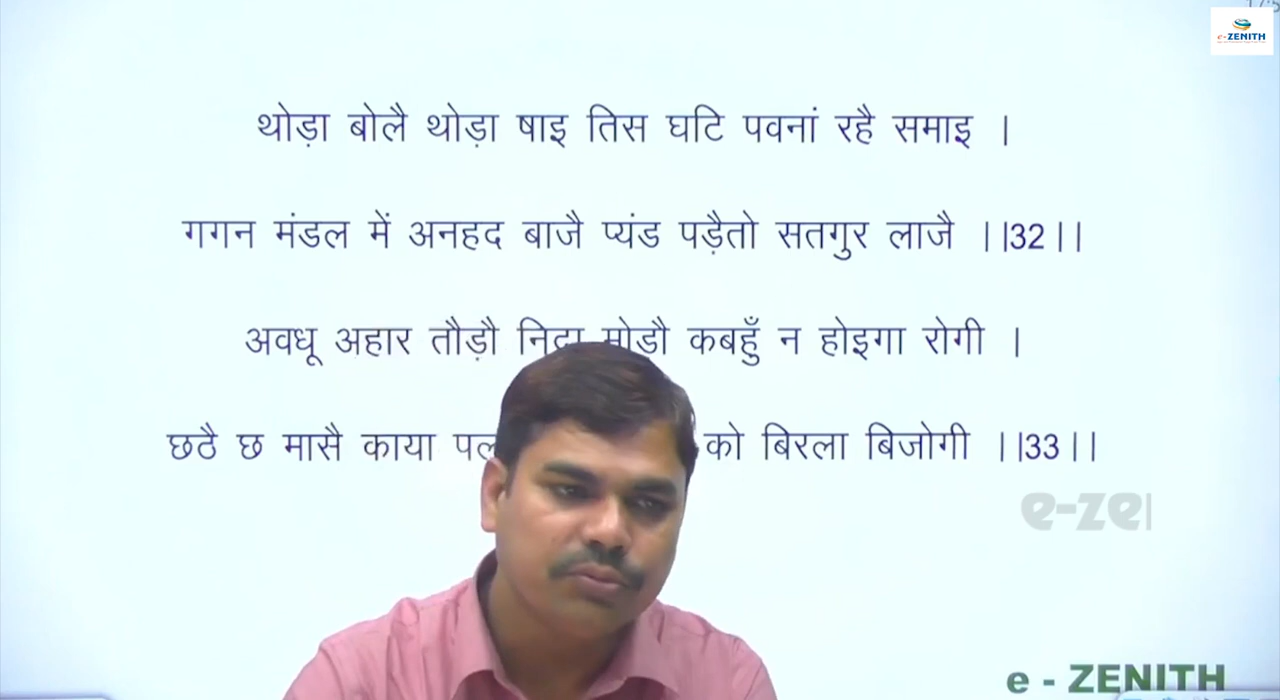 e-ZENITH
थोड़ा बोलै थोड़ा षाइ तिस घटि पवनां रहै समाइ ।
गगन मंडल में अनहद बाजै प्यंड पड़ैतो सतगुर लाजै ।।32।।
अवधू अहार तौड़ौ निद्रा मोडौ कबहुँ न होइगा रोगी ।
छठै छ मासै काया को बिरला बिजोगी ।।33।।
e-ze
e - ZENITH